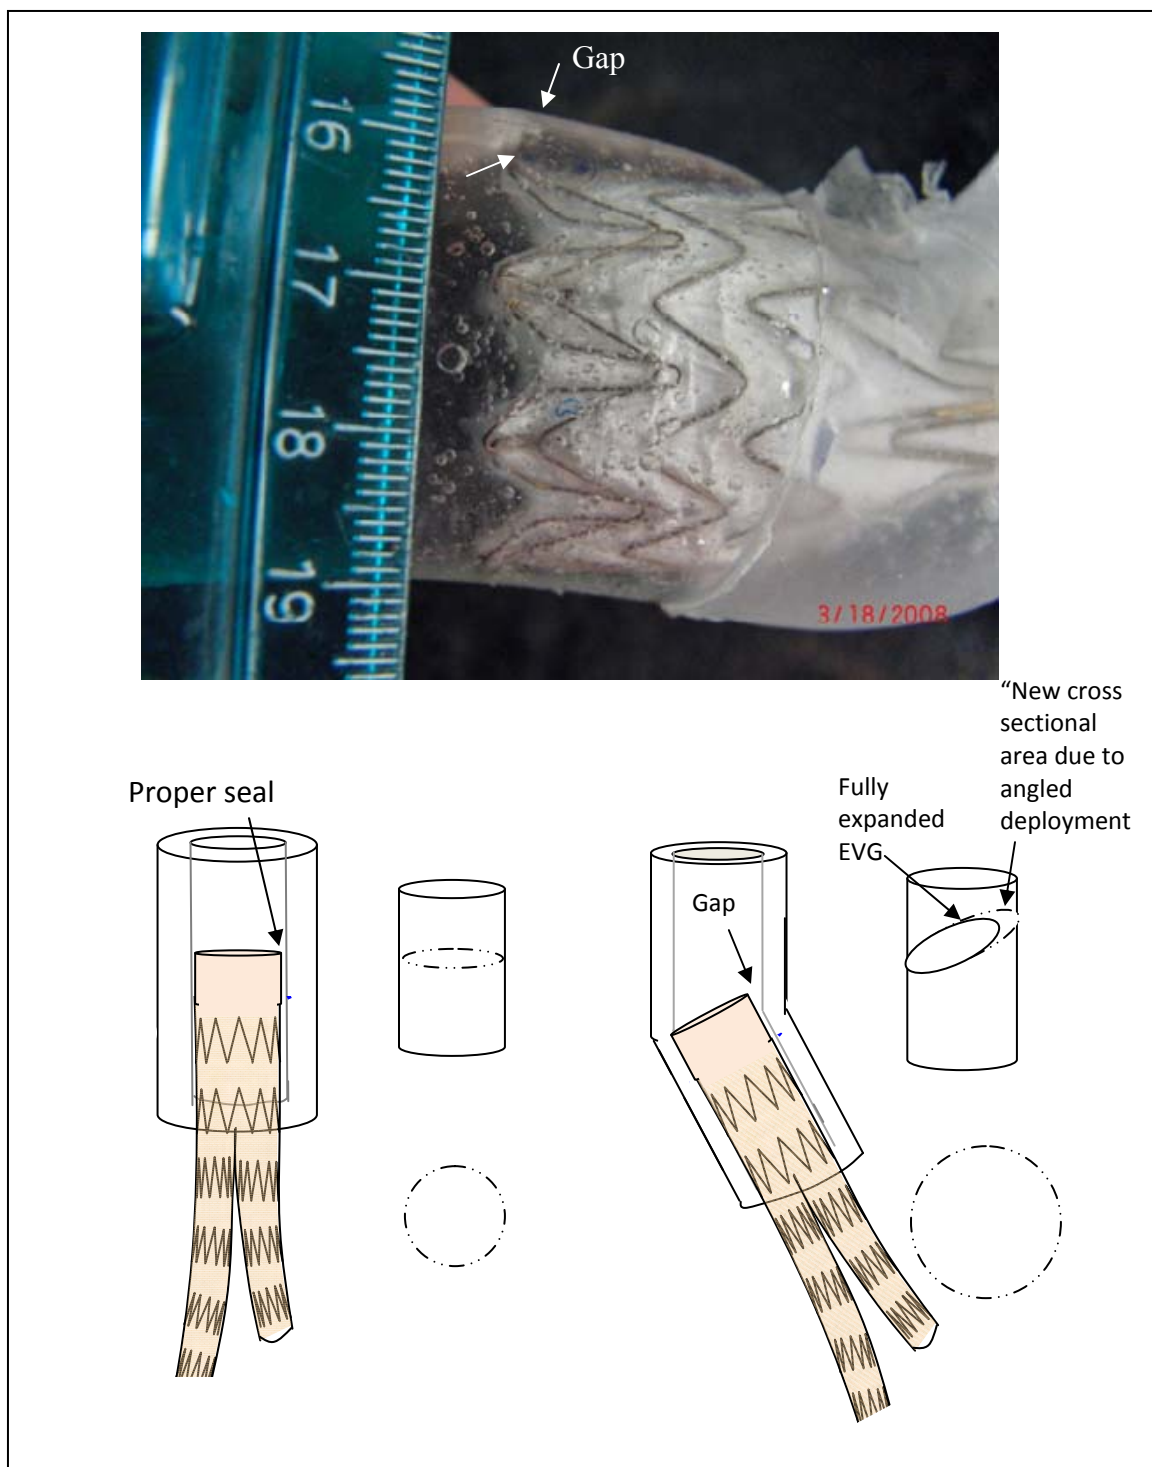 Gap
16
17
18
19
3/18/2008
“New cross
sectional
area due to
angled
deployment
Proper seal
Fully
expanded
EVG
Gap